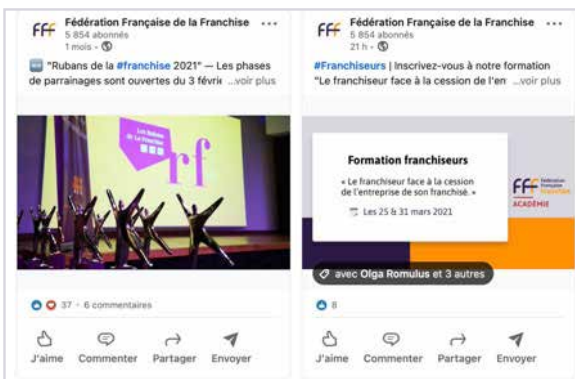 FFF
Fédération Française de la Franchise
5 854 abonnés
1 mois
"Rubans de la #franchise 2021" — Les phases
de parrainages sont ouvertes du 3 févrie ...voir plus
Les Rubans
de La Franchise
rf
37 · 6 commentaires
J'aime Commenter Partager Envoyer
FFF
Fédération Française de la Franchise
5 854 abonnés
21 h
#Franchiseurs | Inscrivez-vous à notre formation
"Le franchiseur face à la cession de l'en ...voir plus
Formation franchiseurs
« Le franchiseur face à la cession
de l'entreprise de son franchisé. »
Les 25 & 31 mars 2021
FFF
Fédération
Française
ACADÉMIE
avec Olga Romulus et 3 autres
8
J'aime Commenter Partager Envoyer